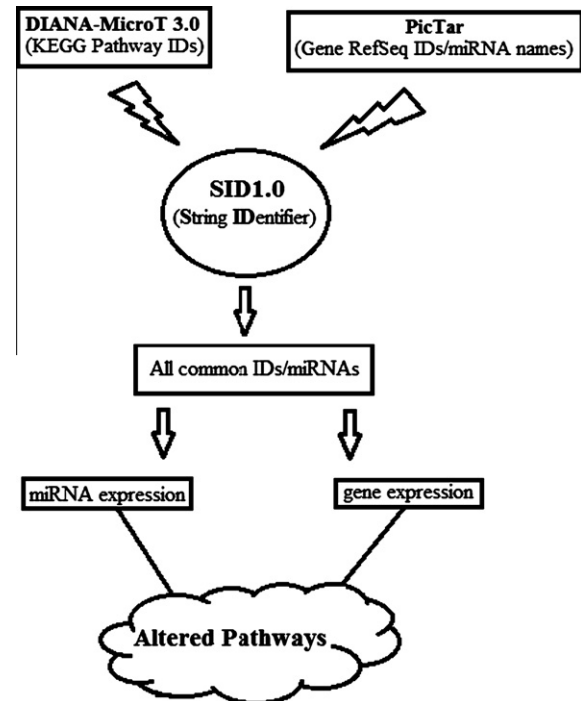 DIANA-MicroT 3.0
(KEGG Pathway IDs)
PicTar
(Gene RefSeq IDs/miRNA names)
SID1.0
(String IDentifier)
All common IDs/miRNAs
miRNA expression
gene expression
Altered Pathways